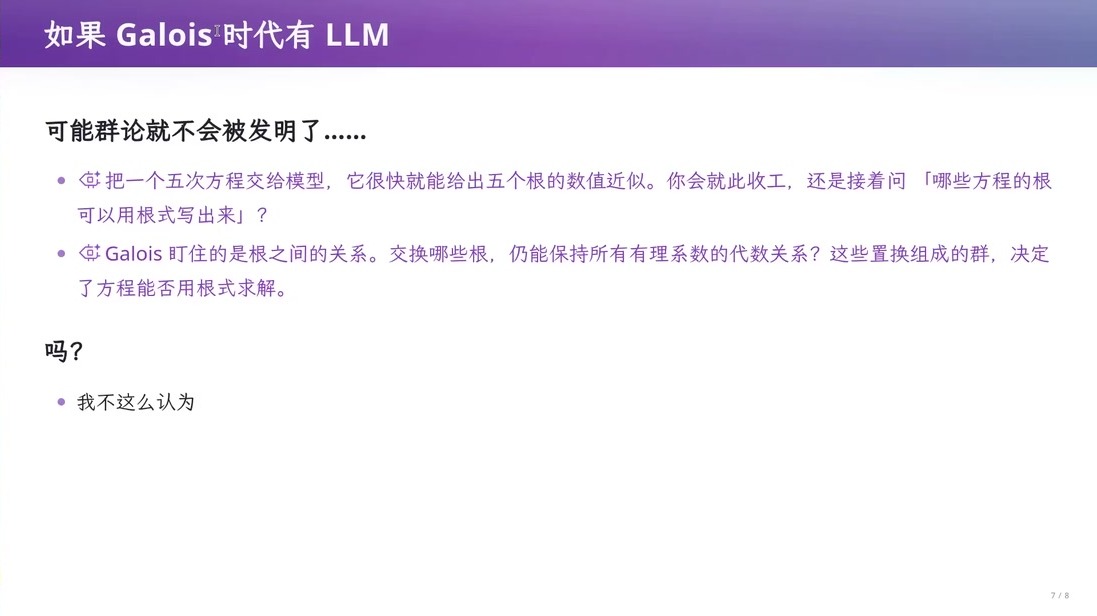 如果 Galois 时代有 LLM
可能群论就不会被发明了……
把一个五次方程交给模型，它很快就能给出五个根的数值近似。你会就此收工，还是接着问 「哪些方程的根
可以用根式写出来」？
Galois 盯住的是根之间的关系。交换哪些根，仍能保持所有有理系数的代数关系？这些置换组成的群，决定
了方程能否用根式求解。
吗？
我不这么认为
7 / 8